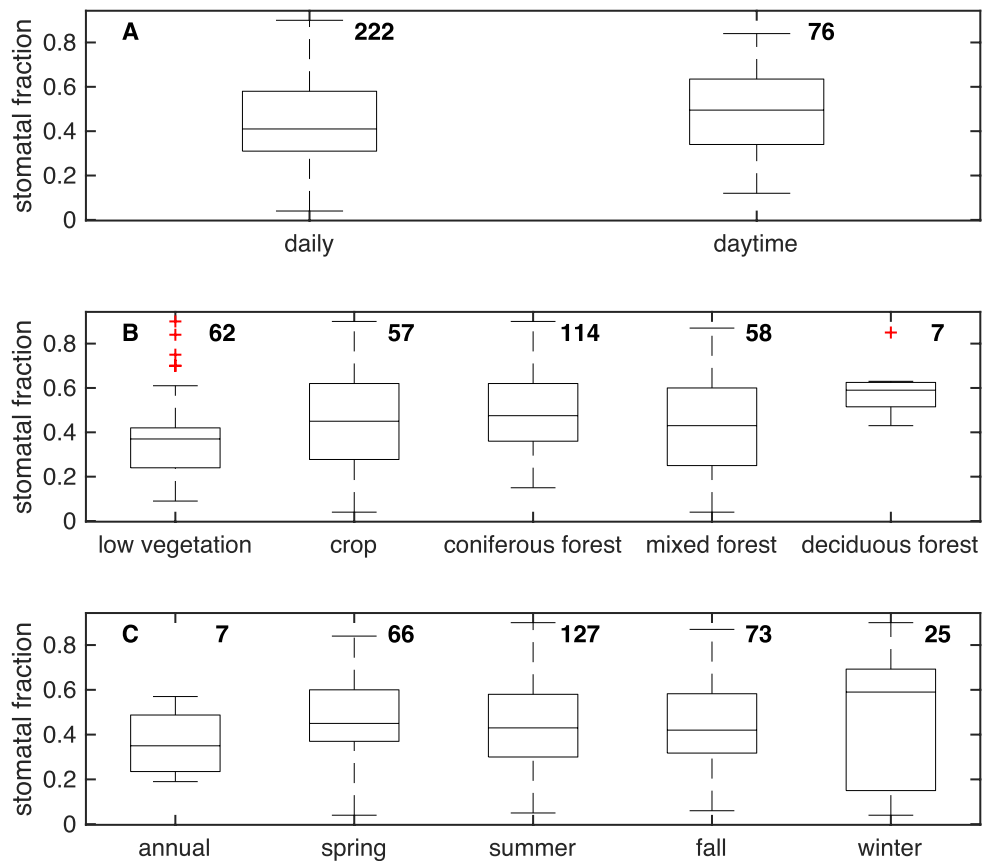 A
222
76
stomatal fraction
0.8
0.6
0.4
0.2
0
daily
daytime
B
62
57
114
58
7
stomatal fraction
0.8
0.6
0.4
0.2
0
low vegetation
crop
coniferous forest
mixed forest
deciduous forest
C
7
66
127
73
25
stomatal fraction
0.8
0.6
0.4
0.2
0
annual
spring
summer
fall
winter